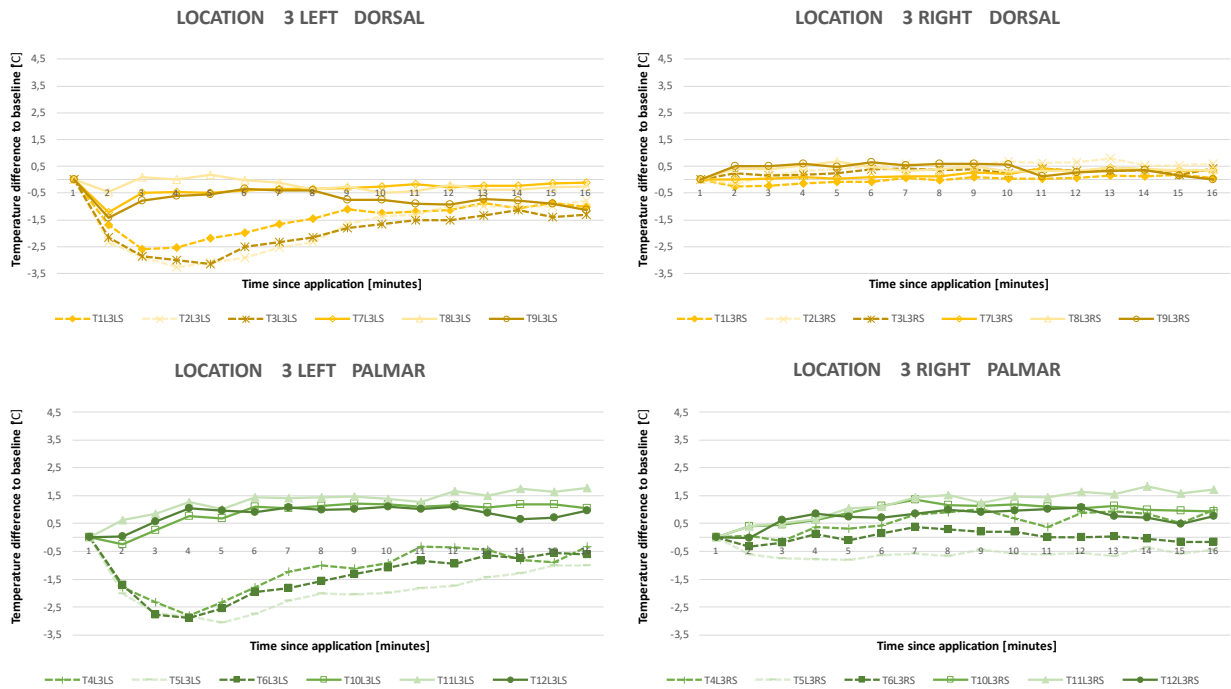 LOCATION 3 LEFT DORSAL
Temperature difference to baseline [C]
4,5
3,5
2,5
1,5
0,5
-0,5
-1,5
-2,5
-3,5
1 2 3 4 5 6 7 8 9 10 11 12 13 14 15 16
Time since application [minutes]
T1L3LS T2L3LS T3L3LS T7L3LS T8L3LS T9L3LS
LOCATION 3 RIGHT DORSAL
Temperature difference to baseline [C]
4,5
3,5
2,5
1,5
0,5
-0,5
-1,5
-2,5
-3,5
1 2 3 4 5 6 7 8 9 10 11 12 13 14 15 16
Time since application [minutes]
T1L3RS T2L3RS T3L3RS T7L3RS T8L3RS T9L3RS
LOCATION 3 LEFT PALMAR
Temperature difference to baseline [C]
4,5
3,5
2,5
1,5
0,5
-0,5
-1,5
-2,5
-3,5
1 2 3 4 5 6 7 8 9 10 11 12 13 14 15 16
Time since application [minutes]
T4L3LS T5L3LS T6L3LS T10L3LS T11L3LS T12L3LS
LOCATION 3 RIGHT PALMAR
Temperature difference to baseline [C]
4,5
3,5
2,5
1,5
0,5
-0,5
-1,5
-2,5
-3,5
1 2 3 4 5 6 7 8 9 10 11 12 13 14 15 16
Time since application [minutes]
T4L3RS T5L3RS T6L3RS T10L3RS T11L3RS T12L3RS